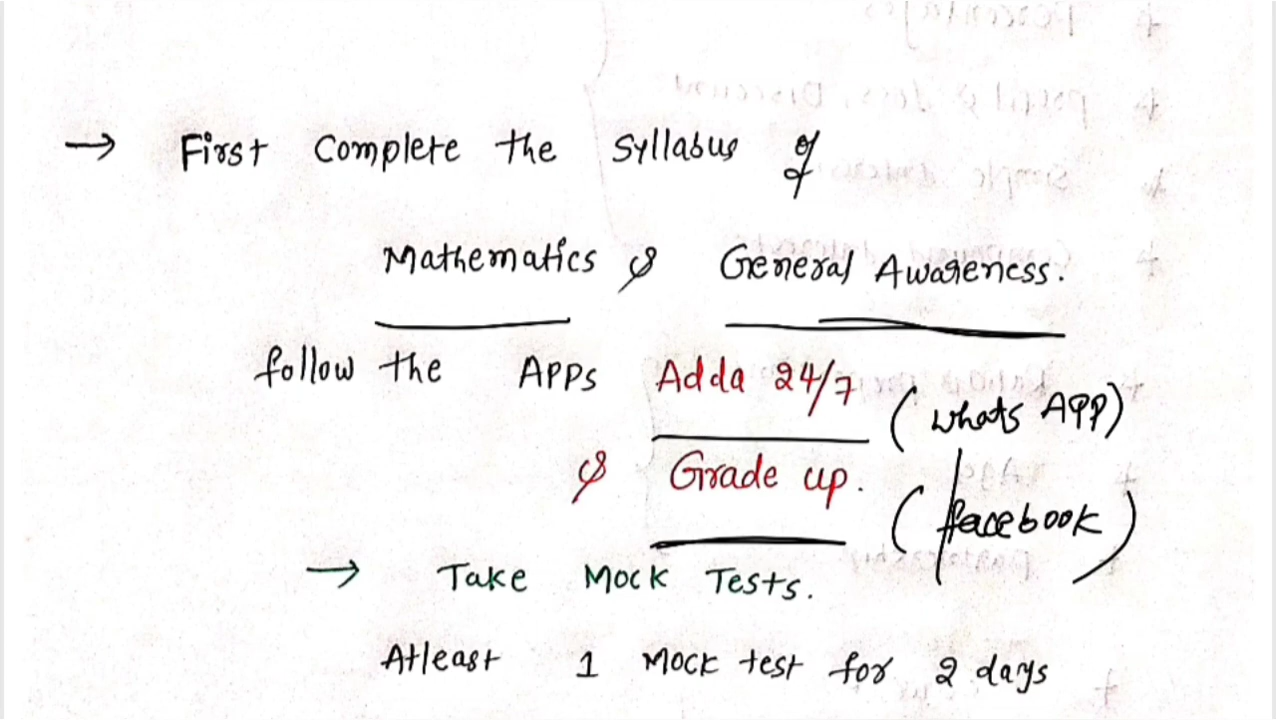 → First Complete the Syllabus of
Mathematics & General Awareness.
follow the Apps Adda 24/7 (whats APP)
& Grade up. (facebook)
→ Take Mock Tests.
Atleast 1 Mock test for 2 days